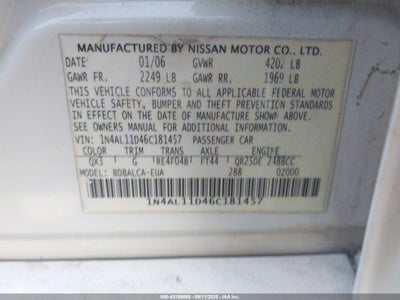 MANUFACTURED BY NISSAN MOTOR CO., LTD.
DATE 01/06 GVWR 4202 LB
GAWR FR. 2249 LB GAWR RR. 1969 LB
THIS VEHICLE CONFORMS TO ALL APPLICABLE FEDERAL MOTOR
VEHICLE SAFETY, BUMPER AND THEFT PREVENTION STANDARDS
IN EFFECT ON THE DATE OF MANUFACTURE SHOWN ABOVE.
SEE OWNERS MANUAL FOR ADDITIONAL INFORMATION.
VIN: 1N4AL11D46C181457 PASSENGER CAR
COLOR TRIM TRANS AXLE ENGINE
QX3 G RE4F04B FT44 QR25DE 2488CC
MODEL BDBALCA-EUA 288 02000
1N4AL11D46C181457